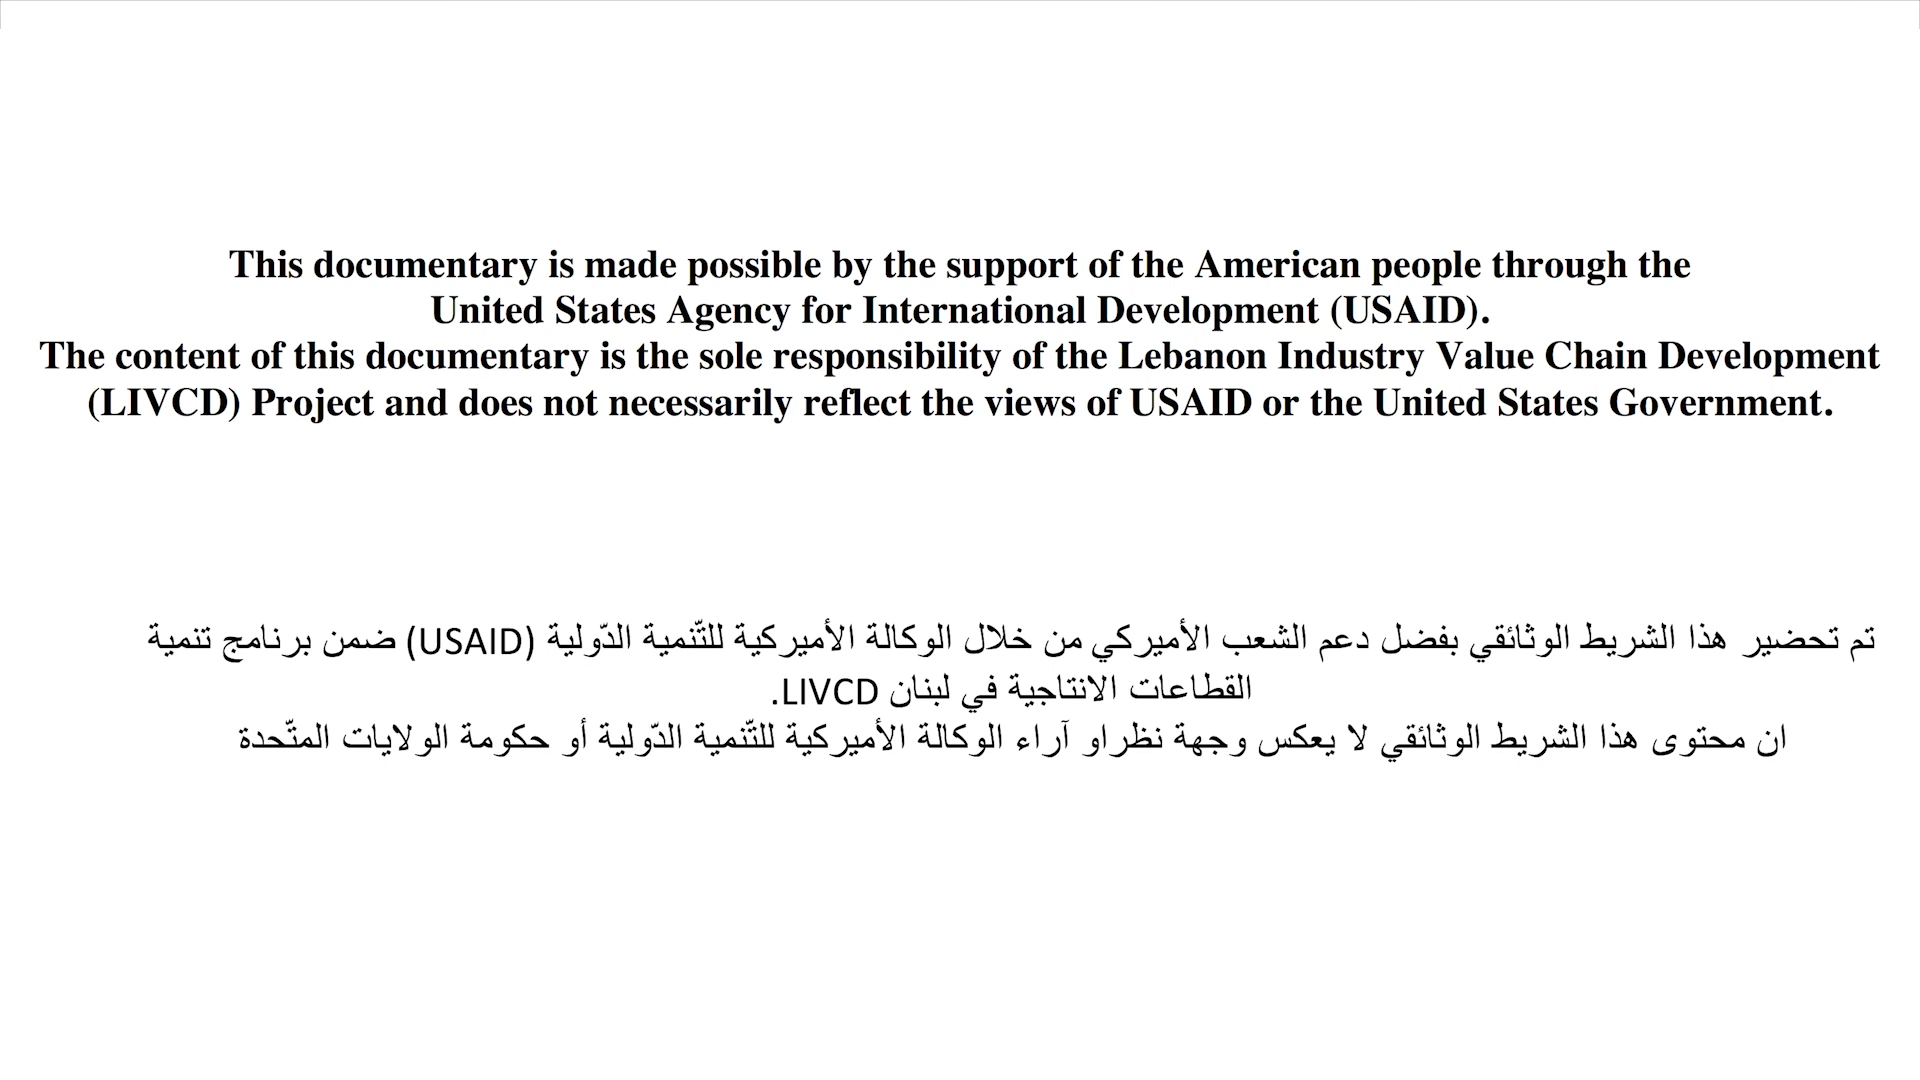 This documentary is made possible by the support of the American people through the
United States Agency for International Development (USAID).
The content of this documentary is the sole responsibility of the Lebanon Industry Value Chain Development
(LIVCD) Project and does not necessarily reflect the views of USAID or the United States Government.
تم تحضير هذا الشريط الوثائقي بفضل دعم الشعب الأميركي من خلال الوكالة الأميركية للتّنمية الدّولية (USAID) ضمن برنامج تنمية
القطاعات الانتاجية في لبنان LIVCD.
ان محتوى هذا الشريط الوثائقي لا يعكس وجهة نظراو آراء الوكالة الأميركية للتّنمية الدّولية أو حكومة الولايات المتّحدة